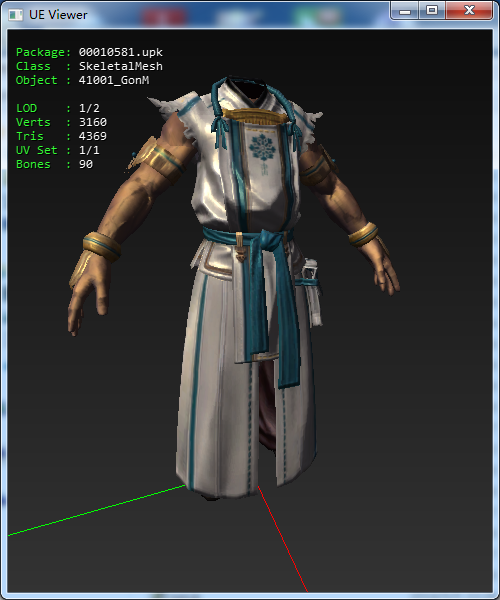 UE Viewer
Package: 00010581.upk
Class : SkeletalMesh
Object : 41001_GonM
LOD : 1/2
Verts : 3160
Tris : 4369
UV Set : 1/1
Bones : 90